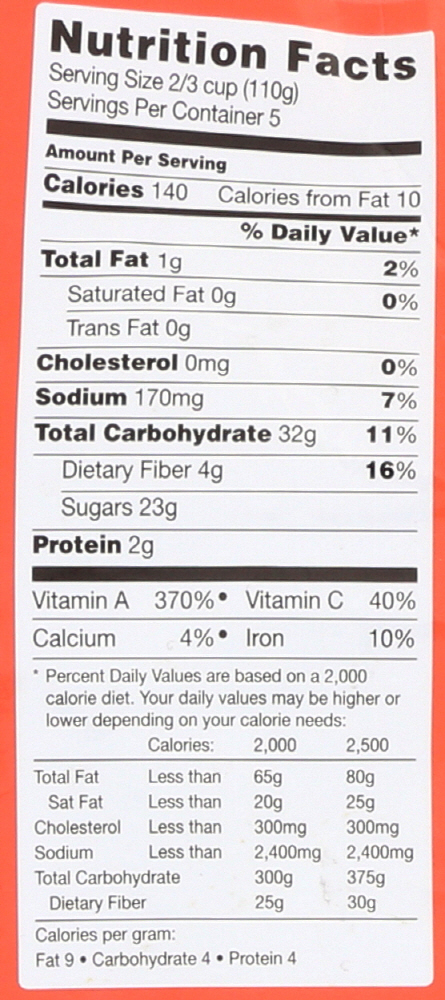 Nutrition Facts
Serving Size 2/3 cup (110g)
Servings Per Container 5
Amount Per Serving
Calories 140 Calories from Fat 10
% Daily Value*
Total Fat 1g 2%
Saturated Fat 0g 0%
Trans Fat 0g
Cholesterol 0mg 0%
Sodium 170mg 7%
Total Carbohydrate 32g 11%
Dietary Fiber 4g 16%
Sugars 23g
Protein 2g
Vitamin A 370% • Vitamin C 40%
Calcium 4% • Iron 10%
* Percent Daily Values are based on a 2,000
calorie diet. Your daily values may be higher or
lower depending on your calorie needs:
Calories: 2,000 2,500
Total Fat Less than 65g 80g
Sat Fat Less than 20g 25g
Cholesterol Less than 300mg 300mg
Sodium Less than 2,400mg 2,400mg
Total Carbohydrate 300g 375g
Dietary Fiber 25g 30g
Calories per gram:
Fat 9 • Carbohydrate 4 • Protein 4